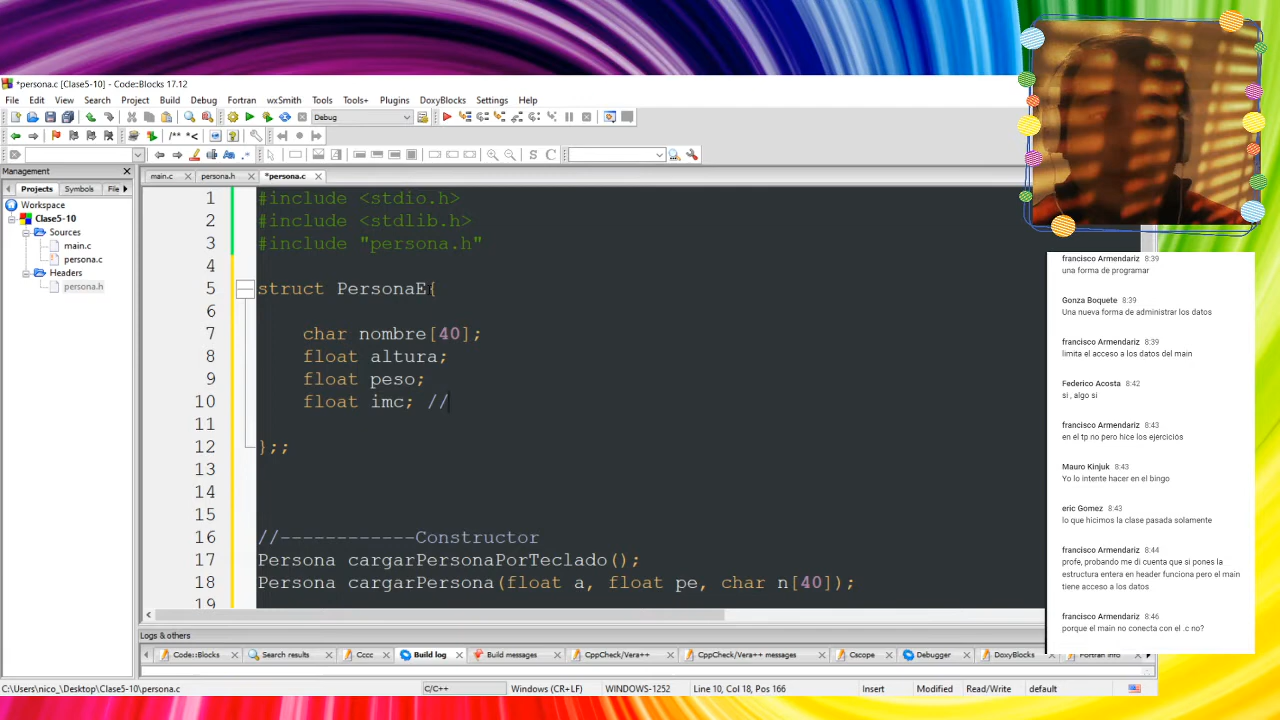 *persona.c [Clase5-10] - Code::Blocks 17.12
File Edit View Search Project Build Debug Fortran wxSmith Tools Tools+ Plugins DoxyBlocks Settings Help
Debug
Management
main.c persona.h *persona.c
Projects Symbols File
Workspace
Clase5-10
Sources
main.c
persona.c
Headers
persona.h
1 #include <stdio.h>
2 #include <stdlib.h>
3 #include "persona.h"
4
5 struct PersonaE{
6
7 char nombre[40];
8 float altura;
9 float peso;
10 float imc; //
11
12 };;
13
14
15
16 //------------Constructor
17 Persona cargarPersonaPorTeclado();
18 Persona cargarPersona(float a, float pe, char n[40]);
19
Logs & others
Code::Blocks Search results Cccc Build log Build messages CppCheck/Vera++ CppCheck/Vera++ messages Cscope Debugger DoxyBlocks Fortran info
C:\Users\nico_\Desktop\Clase5-10\persona.c C/C++ Windows (CR+LF) WINDOWS-1252 Line 10, Col 18, Pos 166 Insert Modified Read/Write default
francisco Armendariz 8:39
una forma de programar
Gonza Boquete 8:39
Una nueva forma de administrar los datos
francisco Armendariz 8:39
limita el acceso a los datos del main
Federico Acosta 8:42
si , algo si
francisco Armendariz 8:43
en el tp no pero hice los ejercicios
Mauro Kinjuk 8:43
Yo lo intente hacer en el bingo
eric Gomez 8:43
lo que hicimos la clase pasada solamente
francisco Armendariz 8:44
profe, probando me di cuenta que si pones la
estructura entera en header funciona pero el main
tiene acceso a los datos
francisco Armendariz 8:46
porque el main no conecta con el .c no?